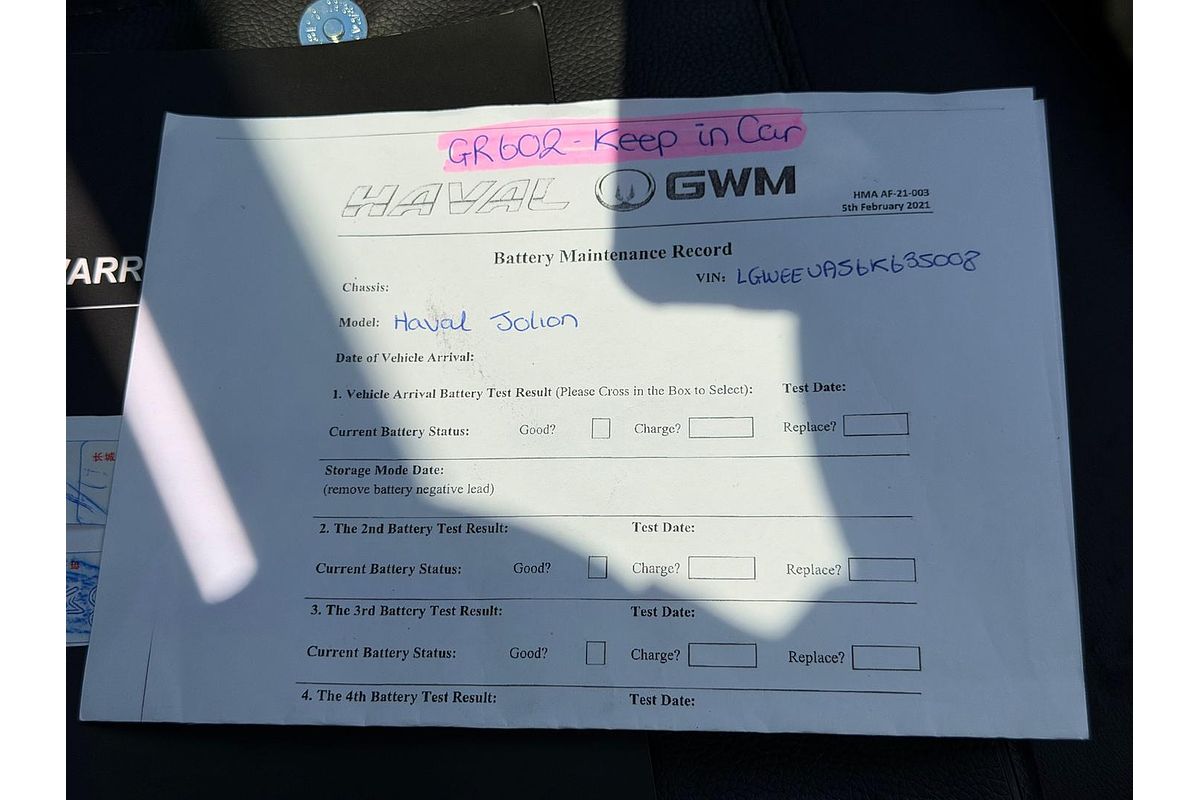 GR602 - Keep in Car
HAVAL GWM
HMA AF-21-003
5th February 2021
Battery Maintenance Record
Chassis:
VIN: LGWEEUA56K635008
Model: Haval Jolion
Date of Vehicle Arrival:
1. Vehicle Arrival Battery Test Result (Please Cross in the Box to Select): Test Date:
Current Battery Status: Good? Charge? Replace?
Storage Mode Date:
(remove battery negative lead)
2. The 2nd Battery Test Result: Test Date:
Current Battery Status: Good? Charge? Replace?
3. The 3rd Battery Test Result: Test Date:
Current Battery Status: Good? Charge? Replace?
4. The 4th Battery Test Result: Test Date:
ARR
长城